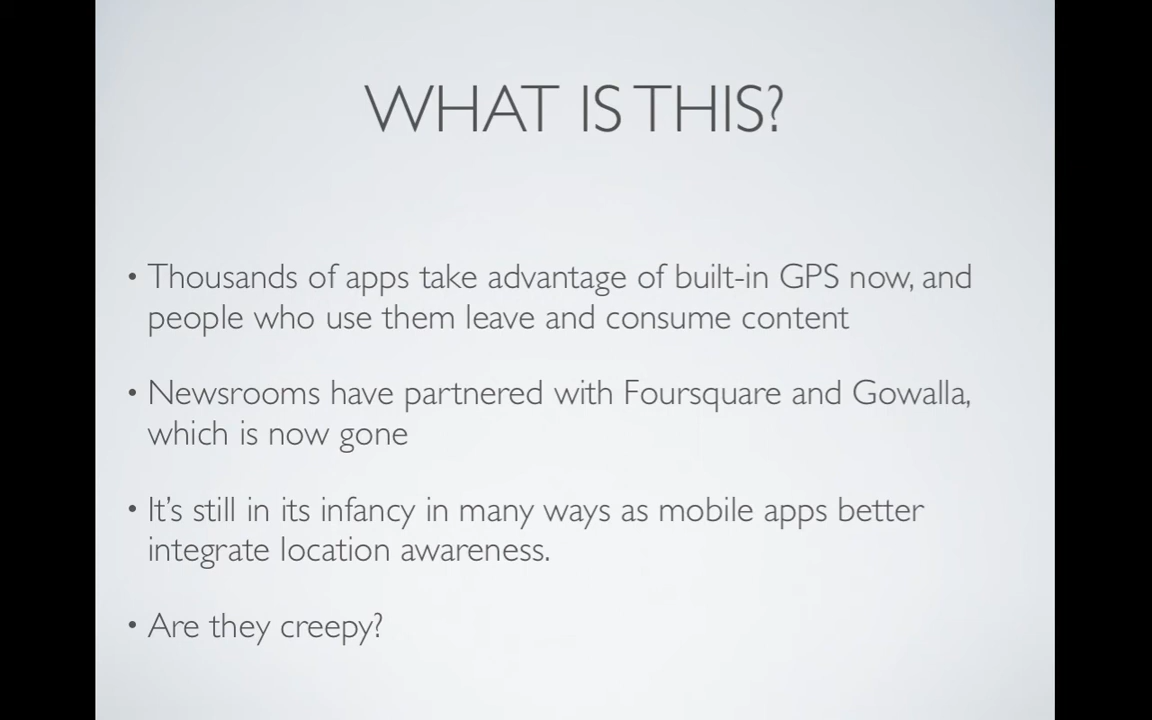 WHAT IS THIS?
• Thousands of apps take advantage of built-in GPS now, and
people who use them leave and consume content
• Newsrooms have partnered with Foursquare and Gowalla,
which is now gone
• It’s still in its infancy in many ways as mobile apps better
integrate location awareness.
• Are they creepy?